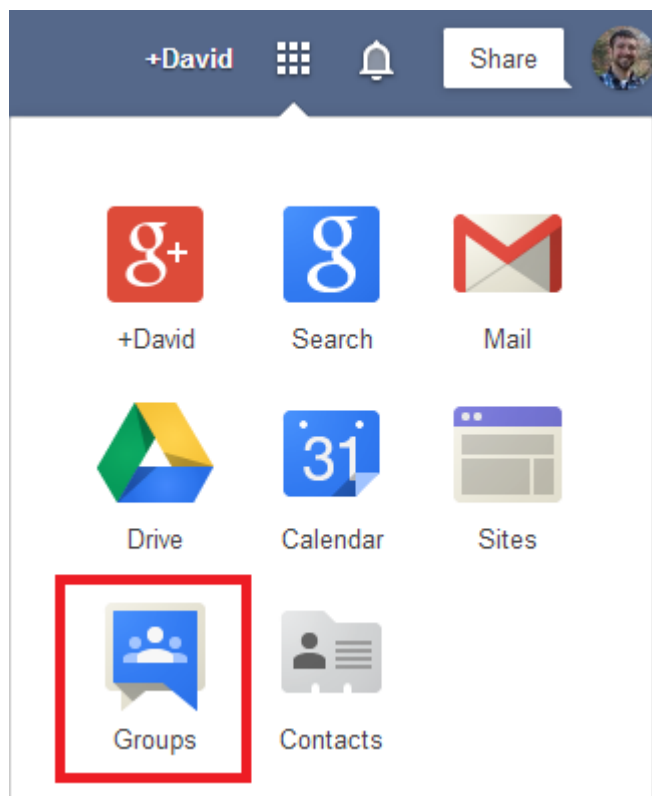 +David Share
g+ g
+David Search Mail
31
Drive Calendar Sites
Groups Contacts